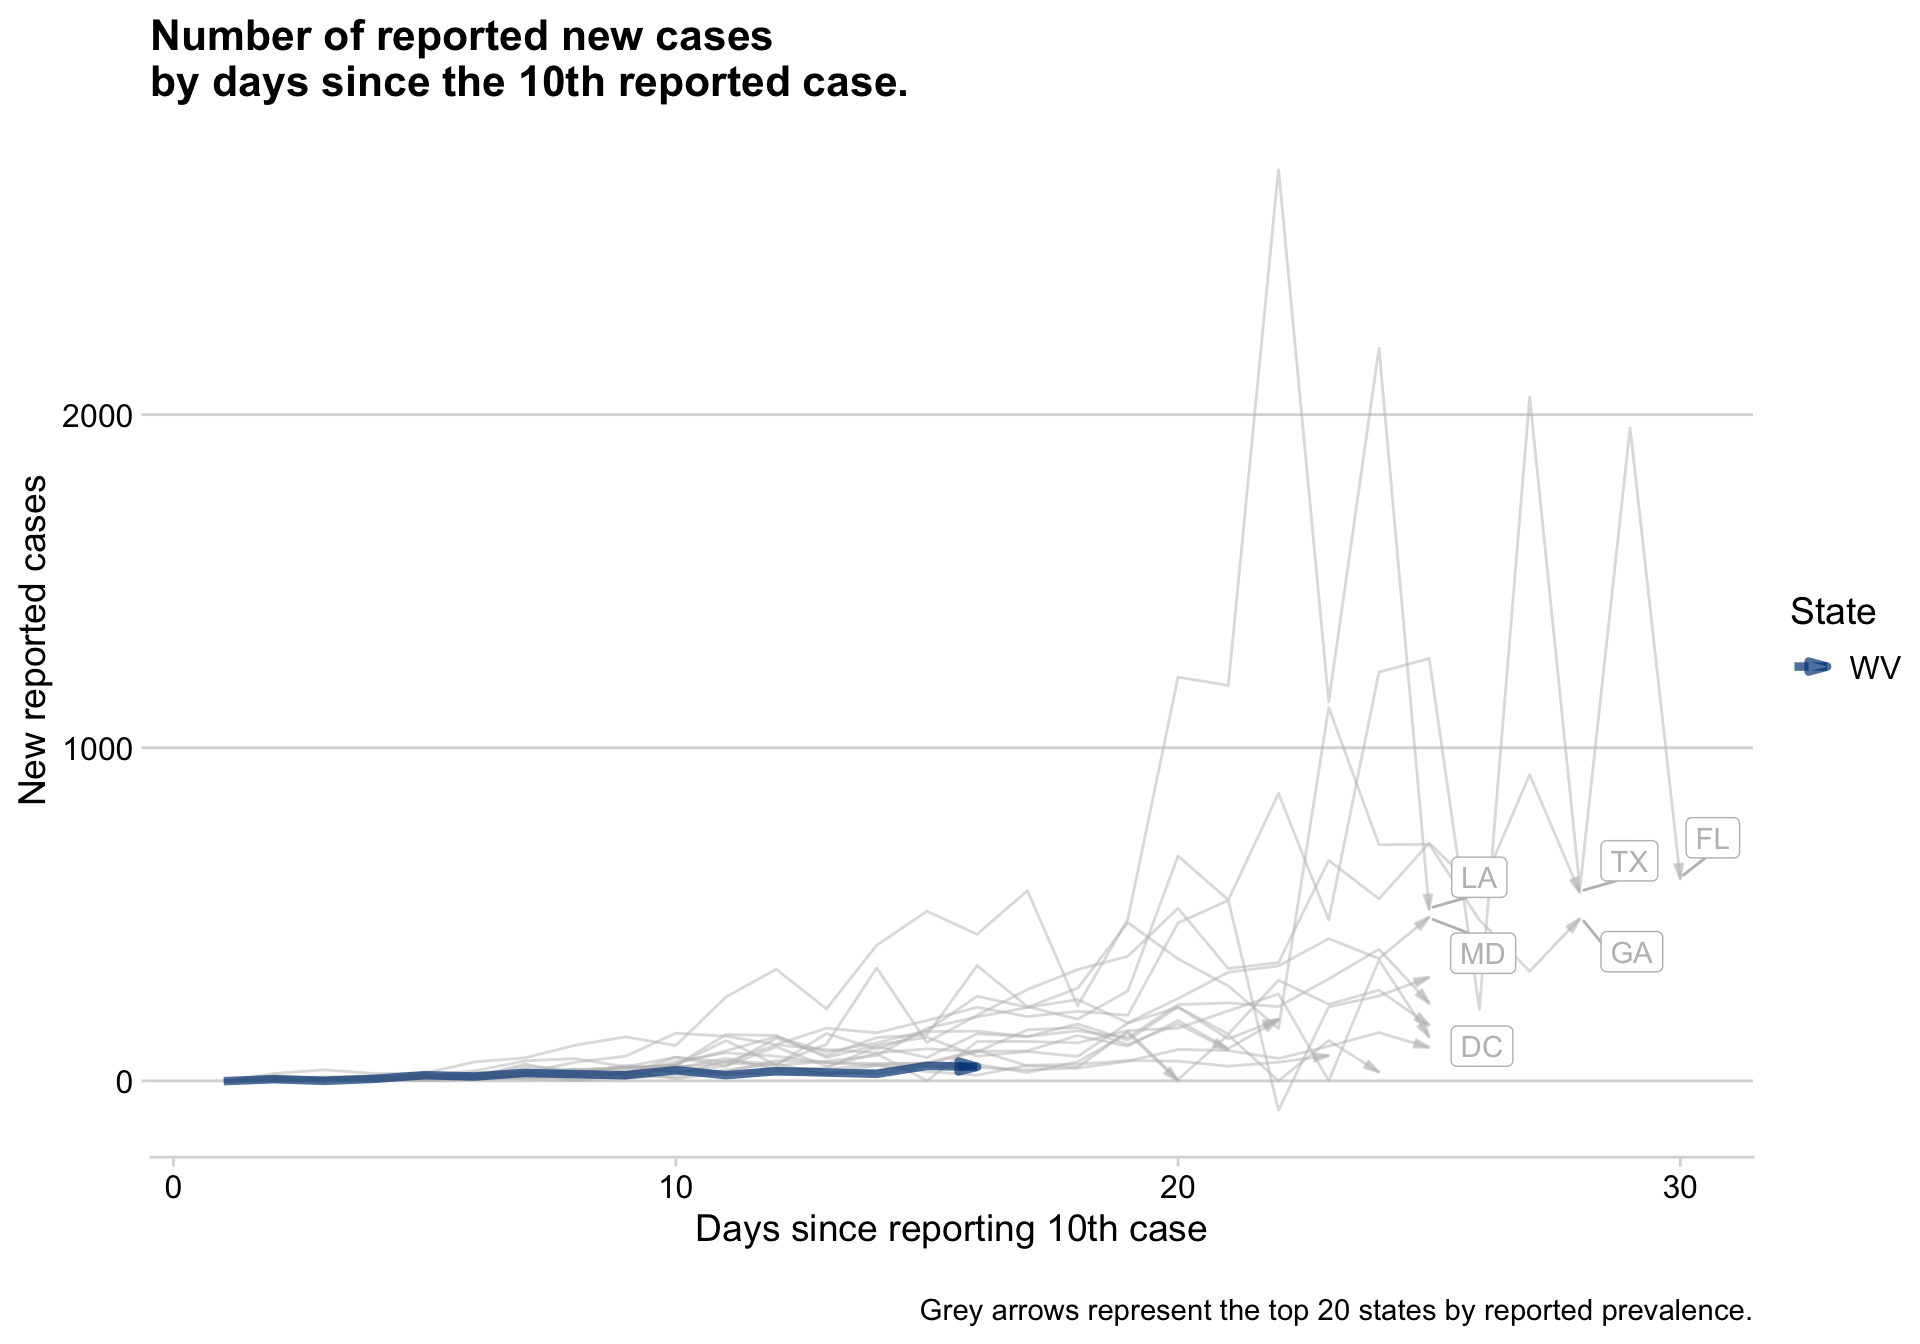 Number of reported new cases
by days since the 10th reported case.
New reported cases
2000
1000
0
LA
TX
FL
MD
GA
DC
State
WV
0
10
20
30
Days since reporting 10th case
Grey arrows represent the top 20 states by reported prevalence.